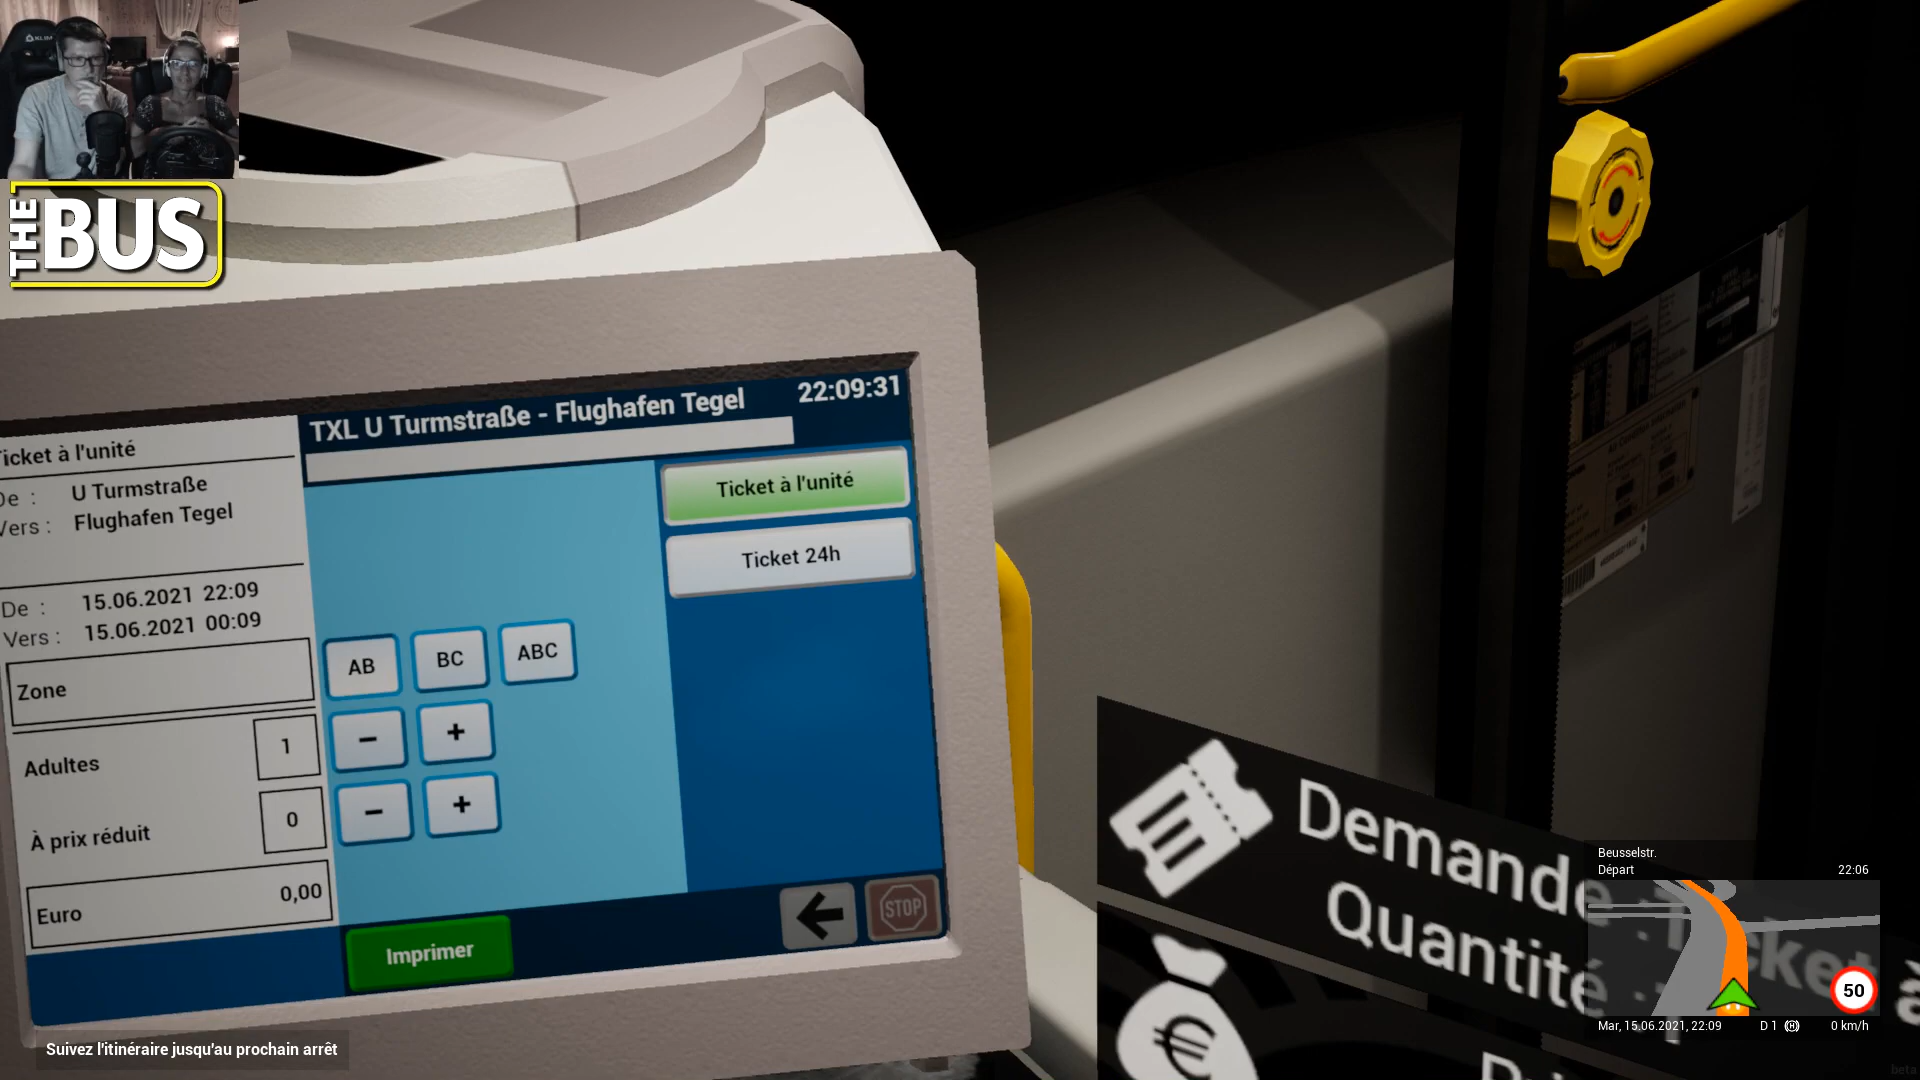 XLIM
THE BUS
TXL U Turmstraße - Flughafen Tegel
22:09:31
Ticket à l'unité
De : U Turmstraße
Vers : Flughafen Tegel
De : 15.06.2021 22:09
Vers : 15.06.2021 00:09
Zone
Adultes 1
À prix réduit 0
Euro 0,00
AB BC ABC
- +
- +
Ticket à l'unité
Ticket 24h
Imprimer
STOP
Demande : Ticket à
Quantité :
Beusselstr.
Départ 22:06
50
Mar, 15.06.2021, 22:09 D 1 (H) 0 km/h
Suivez l'itinéraire jusqu'au prochain arrêt
beta